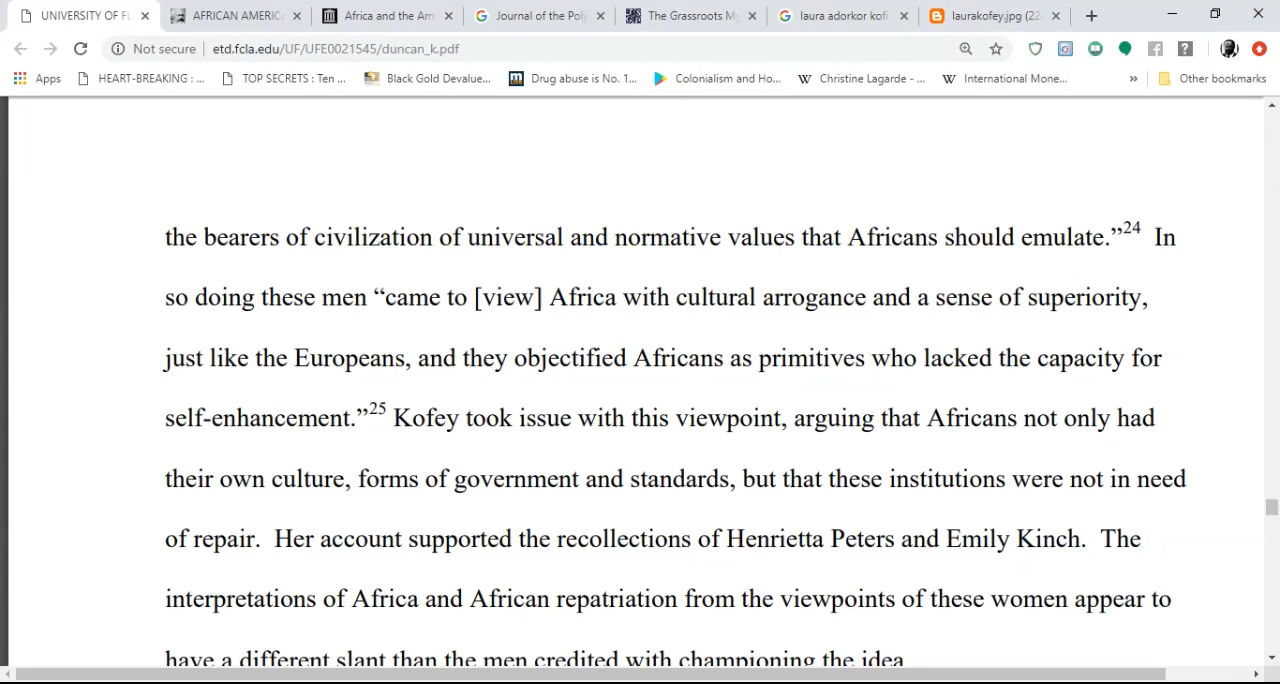 UNIVERSITY OF FL
AFRICAN AMERIC
Africa and the Am
Journal of the Poly
The Grassroots My
laura adorkor kofi
laurakofey.jpg (22
Not secure | etd.fcla.edu/UF/UFE0021545/duncan_k.pdf
Apps
HEART-BREAKING : ...
TOP SECRETS : Ten ...
Black Gold Devalue...
Drug abuse is No. 1...
Colonialism and Ho...
Christine Lagarde - ...
International Mone...
»
Other bookmarks
the bearers of civilization of universal and normative values that Africans should emulate.”24 In
so doing these men “came to [view] Africa with cultural arrogance and a sense of superiority,
just like the Europeans, and they objectified Africans as primitives who lacked the capacity for
self-enhancement.”25 Kofey took issue with this viewpoint, arguing that Africans not only had
their own culture, forms of government and standards, but that these institutions were not in need
of repair. Her account supported the recollections of Henrietta Peters and Emily Kinch. The
interpretations of Africa and African repatriation from the viewpoints of these women appear to
have a different slant than the men credited with championing the idea